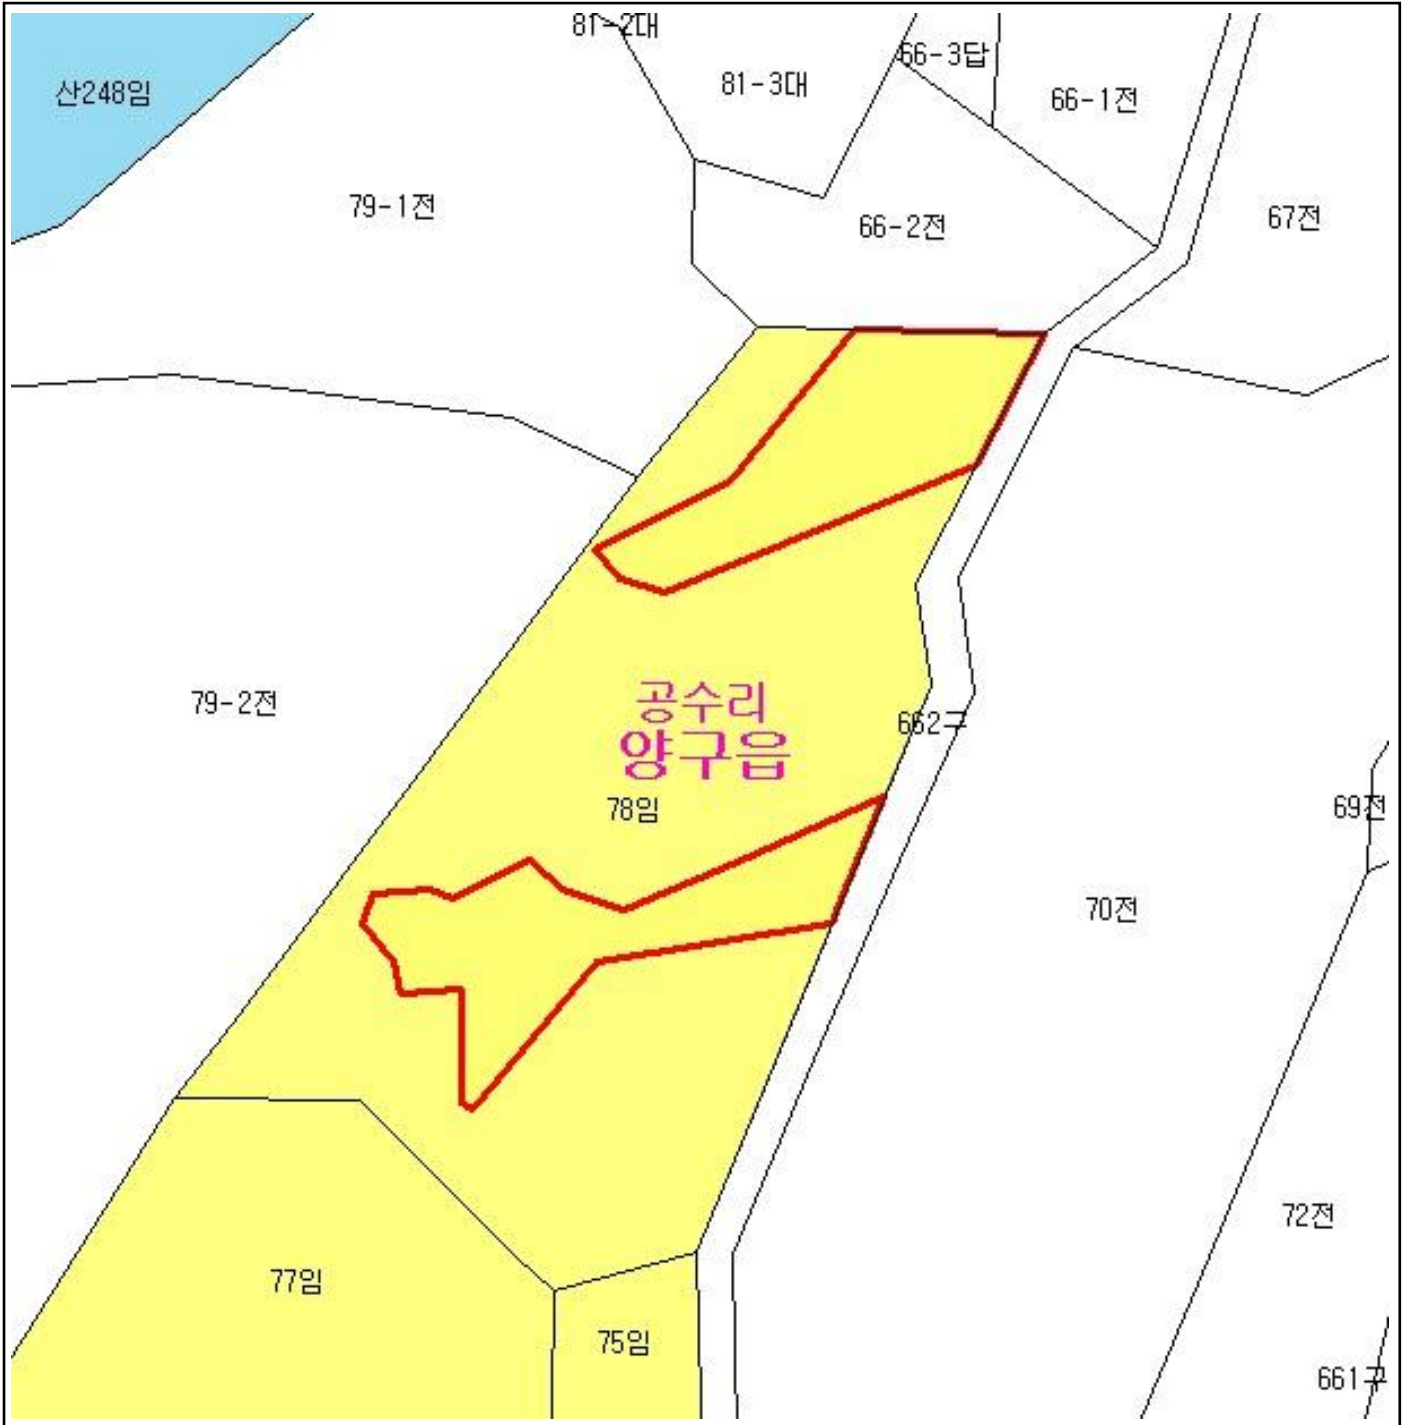 81-2대
66-3답
81-3대
산248임
66-1전
79-1전
66-2전
67전
공수리
79-2전
662구
양구읍
78임
69전
70전
72전
77임
75임
661구